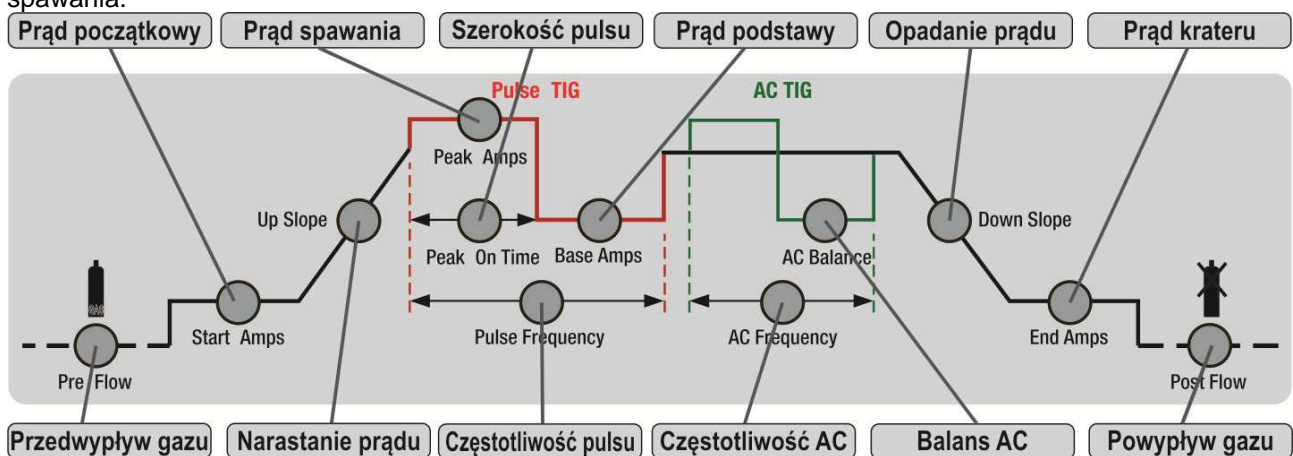 spawania.
Prąd początkowy
Prąd spawania
Szerokość pulsu
Prąd podstawy
Opadanie prądu
Prąd krateru
Pulse TIG
AC TIG
Peak Amps
Up Slope
Down Slope
Peak On Time
Base Amps
AC Balance
GAS
Start Amps
Pulse Frequency
AC Frequency
End Amps
Pre Flow
Post Flow
Przedwypływ gazu
Narastanie prądu
Częstotliwość pulsu
Częstotliwość AC
Balans AC
Powypływ gazu